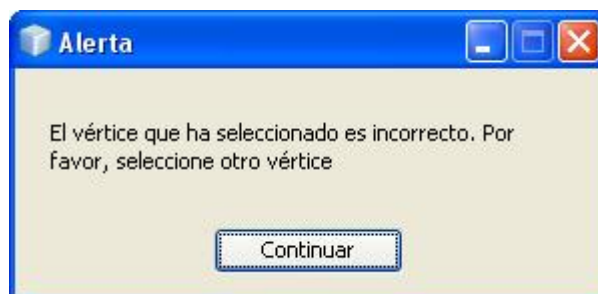 Alerta
El vértice que ha seleccionado es incorrecto. Por
favor, seleccione otro vértice
Continuar